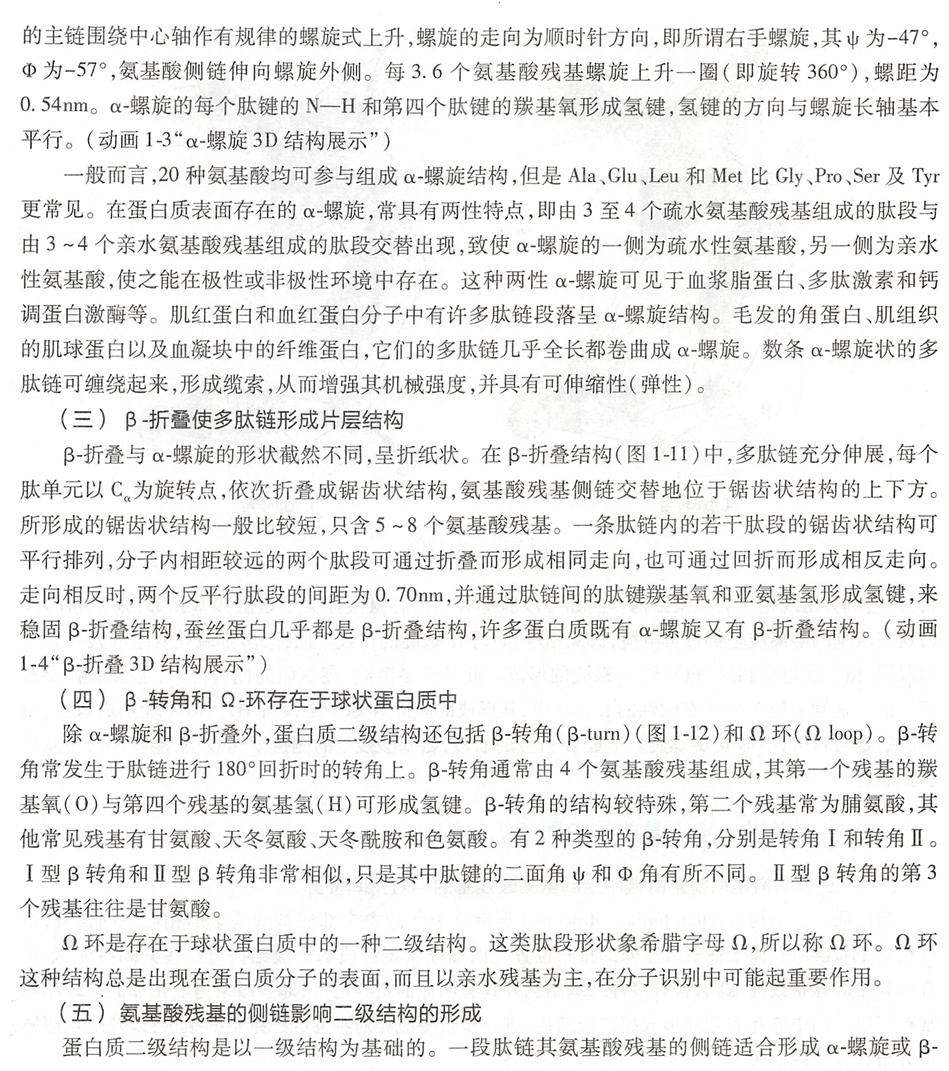 的主链围绕中心轴作有规律的螺旋式上升,螺旋的走向为顺时针方向,即所谓右手螺旋,其ψ为-47°,
Φ为-57°,氨基酸侧链伸向螺旋外侧。每3.6个氨基酸残基螺旋上升一圈(即旋转360°),螺距为
0.54nm。α-螺旋的每个肽键的N—H和第四个肽键的羰基氧形成氢键,氢键的方向与螺旋长轴基本
平行。(动画1-3“α-螺旋3D结构展示”)
一般而言,20种氨基酸均可参与组成α-螺旋结构,但是Ala、Glu、Leu和Met比Gly、Pro、Ser及Tyr
更常见。在蛋白质表面存在的α-螺旋,常具有两性特点,即由3至4个疏水氨基酸残基组成的肽段与
由3~4个亲水氨基酸残基组成的肽段交替出现,致使α-螺旋的一侧为疏水性氨基酸,另一侧为亲水
性氨基酸,使之能在极性或非极性环境中存在。这种两性α-螺旋可见于血浆脂蛋白、多肽激素和钙
调蛋白激酶等。肌红蛋白和血红蛋白分子中有许多肽链段落呈α-螺旋结构。毛发的角蛋白、肌组织
的肌球蛋白以及血凝块中的纤维蛋白,它们的多肽链几乎全长都卷曲成α-螺旋。数条α-螺旋状的多
肽链可缠绕起来,形成缆索,从而增强其机械强度,并具有可伸缩性(弹性)。
(三) β-折叠使多肽链形成片层结构
β-折叠与α-螺旋的形状截然不同,呈折纸状。在β-折叠结构(图1-11)中,多肽链充分伸展,每个
肽单元以Cα为旋转点,依次折叠成锯齿状结构,氨基酸残基侧链交替地位于锯齿状结构的上下方。
所形成的锯齿状结构一般比较短,只含5~8个氨基酸残基。一条肽链内的若干肽段的锯齿状结构可
平行排列,分子内相距较远的两个肽段可通过折叠而形成相同走向,也可通过回折而形成相反走向。
走向相反时,两个反平行肽段的间距为0.70nm,并通过肽链间的肽键羰基氧和亚氨基氢形成氢键,来
稳固β-折叠结构,蚕丝蛋白几乎都是β-折叠结构,许多蛋白质既有α-螺旋又有β-折叠结构。(动画
1-4“β-折叠3D结构展示”)
(四) β-转角和Ω-环存在于球状蛋白质中
除α-螺旋和β-折叠外,蛋白质二级结构还包括β-转角(β-turn)(图1-12)和Ω环(Ω loop)。β-转
角常发生于肽链进行180°回折时的转角上。β-转角通常由4个氨基酸残基组成,其第一个残基的羰
基氧(O)与第四个残基的氨基氢(H)可形成氢键。β-转角的结构较特殊,第二个残基常为脯氨酸,其
他常见残基有甘氨酸、天冬氨酸、天冬酰胺和色氨酸。有2种类型的β-转角,分别是转角Ⅰ和转角Ⅱ。
Ⅰ型β转角和Ⅱ型β转角非常相似,只是其中肽键的二面角ψ和Φ角有所不同。Ⅱ型β转角的第3
个残基往往是甘氨酸。
Ω环是存在于球状蛋白质中的一种二级结构。这类肽段形状象希腊字母Ω,所以称Ω环。Ω环
这种结构总是出现在蛋白质分子的表面,而且以亲水残基为主,在分子识别中可能起重要作用。
(五) 氨基酸残基的侧链影响二级结构的形成
蛋白质二级结构是以一级结构为基础的。一段肽链其氨基酸残基的侧链适合形成α-螺旋或β-